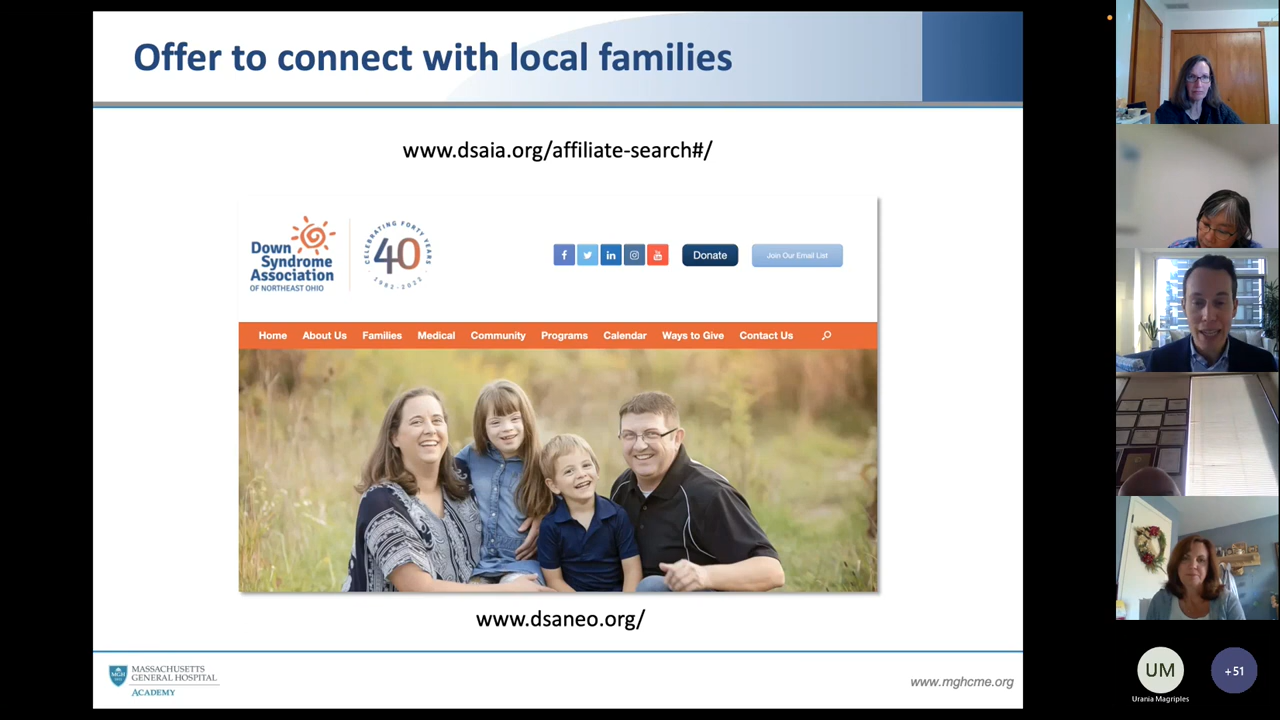 Offer to connect with local families
www.dsaia.org/affiliate-search#/
Down
Syndrome
Association
OF NORTHEAST OHIO
CELEBRATING FORTY YEARS
40
1982-2022
Donate
Join Our Email List
Home About Us Families Medical Community Programs Calendar Ways to Give Contact Us
www.dsaneo.org/
MGH
MASSACHUSETTS
GENERAL HOSPITAL
ACADEMY
www.mghcme.org
UM
Urania Magriples
+51